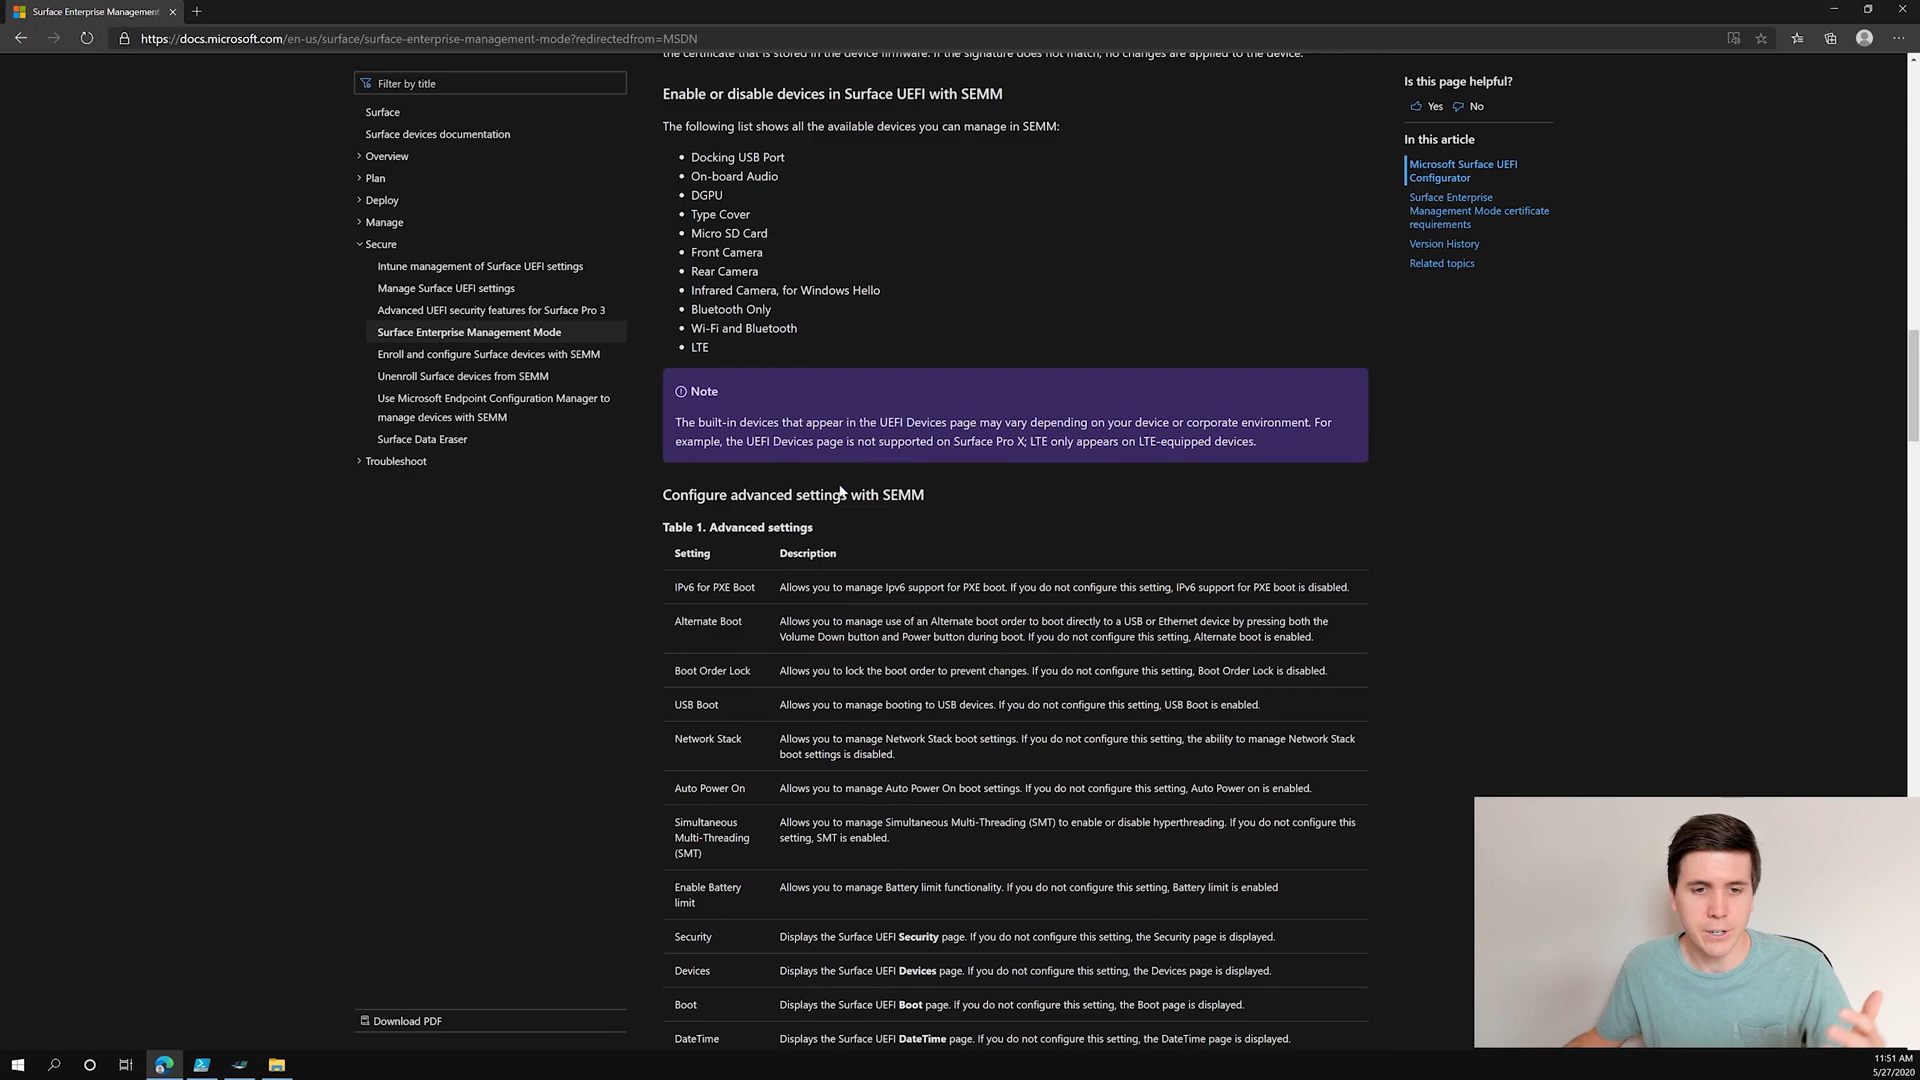 Surface Enterprise Management
https://docs.microsoft.com/en-us/surface/surface-enterprise-management-mode?redirectedfrom=MSDN
Filter by title
Surface
Surface devices documentation
Overview
Plan
Deploy
Manage
Secure
Intune management of Surface UEFI settings
Manage Surface UEFI settings
Advanced UEFI security features for Surface Pro 3
Surface Enterprise Management Mode
Enroll and configure Surface devices with SEMM
Unenroll Surface devices from SEMM
Use Microsoft Endpoint Configuration Manager to
manage devices with SEMM
Surface Data Eraser
Troubleshoot
Download PDF
the certificate that is stored in the device firmware. If the signature does not match, no changes are applied to the device.
Enable or disable devices in Surface UEFI with SEMM
The following list shows all the available devices you can manage in SEMM:
Docking USB Port
On-board Audio
DGPU
Type Cover
Micro SD Card
Front Camera
Rear Camera
Infrared Camera, for Windows Hello
Bluetooth Only
Wi-Fi and Bluetooth
LTE
Note
The built-in devices that appear in the UEFI Devices page may vary depending on your device or corporate environment. For
example, the UEFI Devices page is not supported on Surface Pro X; LTE only appears on LTE-equipped devices.
Configure advanced settings with SEMM
Table 1. Advanced settings
Setting Description
IPv6 for PXE Boot Allows you to manage Ipv6 support for PXE boot. If you do not configure this setting, IPv6 support for PXE boot is disabled.
Alternate Boot Allows you to manage use of an Alternate boot order to boot directly to a USB or Ethernet device by pressing both the
Volume Down button and Power button during boot. If you do not configure this setting, Alternate boot is enabled.
Boot Order Lock Allows you to lock the boot order to prevent changes. If you do not configure this setting, Boot Order Lock is disabled.
USB Boot Allows you to manage booting to USB devices. If you do not configure this setting, USB Boot is enabled.
Network Stack Allows you to manage Network Stack boot settings. If you do not configure this setting, the ability to manage Network Stack
boot settings is disabled.
Auto Power On Allows you to manage Auto Power On boot settings. If you do not configure this setting, Auto Power on is enabled.
Simultaneous Allows you to manage Simultaneous Multi-Threading (SMT) to enable or disable hyperthreading. If you do not configure this
Multi-Threading setting, SMT is enabled.
(SMT)
Enable Battery Allows you to manage Battery limit functionality. If you do not configure this setting, Battery limit is enabled
limit
Security Displays the Surface UEFI Security page. If you do not configure this setting, the Security page is displayed.
Devices Displays the Surface UEFI Devices page. If you do not configure this setting, the Devices page is displayed.
Boot Displays the Surface UEFI Boot page. If you do not configure this setting, the Boot page is displayed.
DateTime Displays the Surface UEFI DateTime page. If you do not configure this setting, the DateTime page is displayed.
Is this page helpful?
Yes No
In this article
Microsoft Surface UEFI
Configurator
Surface Enterprise
Management Mode certificate
requirements
Version History
Related topics
11:51 AM
5/27/2020